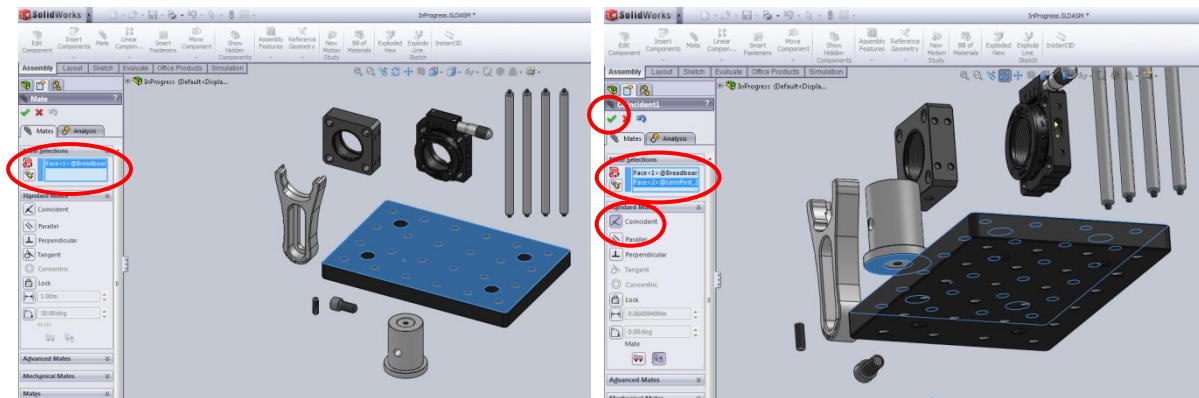 SolidWorks
InProgress.SLDASM *
Edit Component
Insert Components
Mate
Linear Compon...
Smart Fasteners
Move Component
Show Hidden Components
Assembly Features
Reference Geometry
New Motion Study
Bill of Materials
Exploded View
Explode Line Sketch
Instant3D
Assembly Layout Sketch Evaluate Office Products Simulation
InProgress (Default<Displa...
Mate ?
Mates Analysis
Mate Selections
Face<1>@Breadboar
Standard Mates
Coincident
Parallel
Perpendicular
Tangent
Concentric
Lock
1.00m
30.00deg
Advanced Mates
Mechanical Mates
Mates
SolidWorks
InProgress.SLDASM *
Edit Component
Insert Components
Mate
Linear Compon...
Smart Fasteners
Move Component
Show Hidden Components
Assembly Features
Reference Geometry
New Motion Study
Bill of Materials
Exploded View
Explode Line Sketch
Instant3D
Assembly Layout Sketch Evaluate Office Products Simulation
InProgress (Default<Displa...
Coincident1 ?
Mates Analysis
Mate Selections
Face<1>@Breadboar
Face<2>@LensPost_2
Standard Mates
Coincident
Parallel
Perpendicular
Tangent
Concentric
Lock
0.06608499m
0.00deg
Mate
Advanced Mates